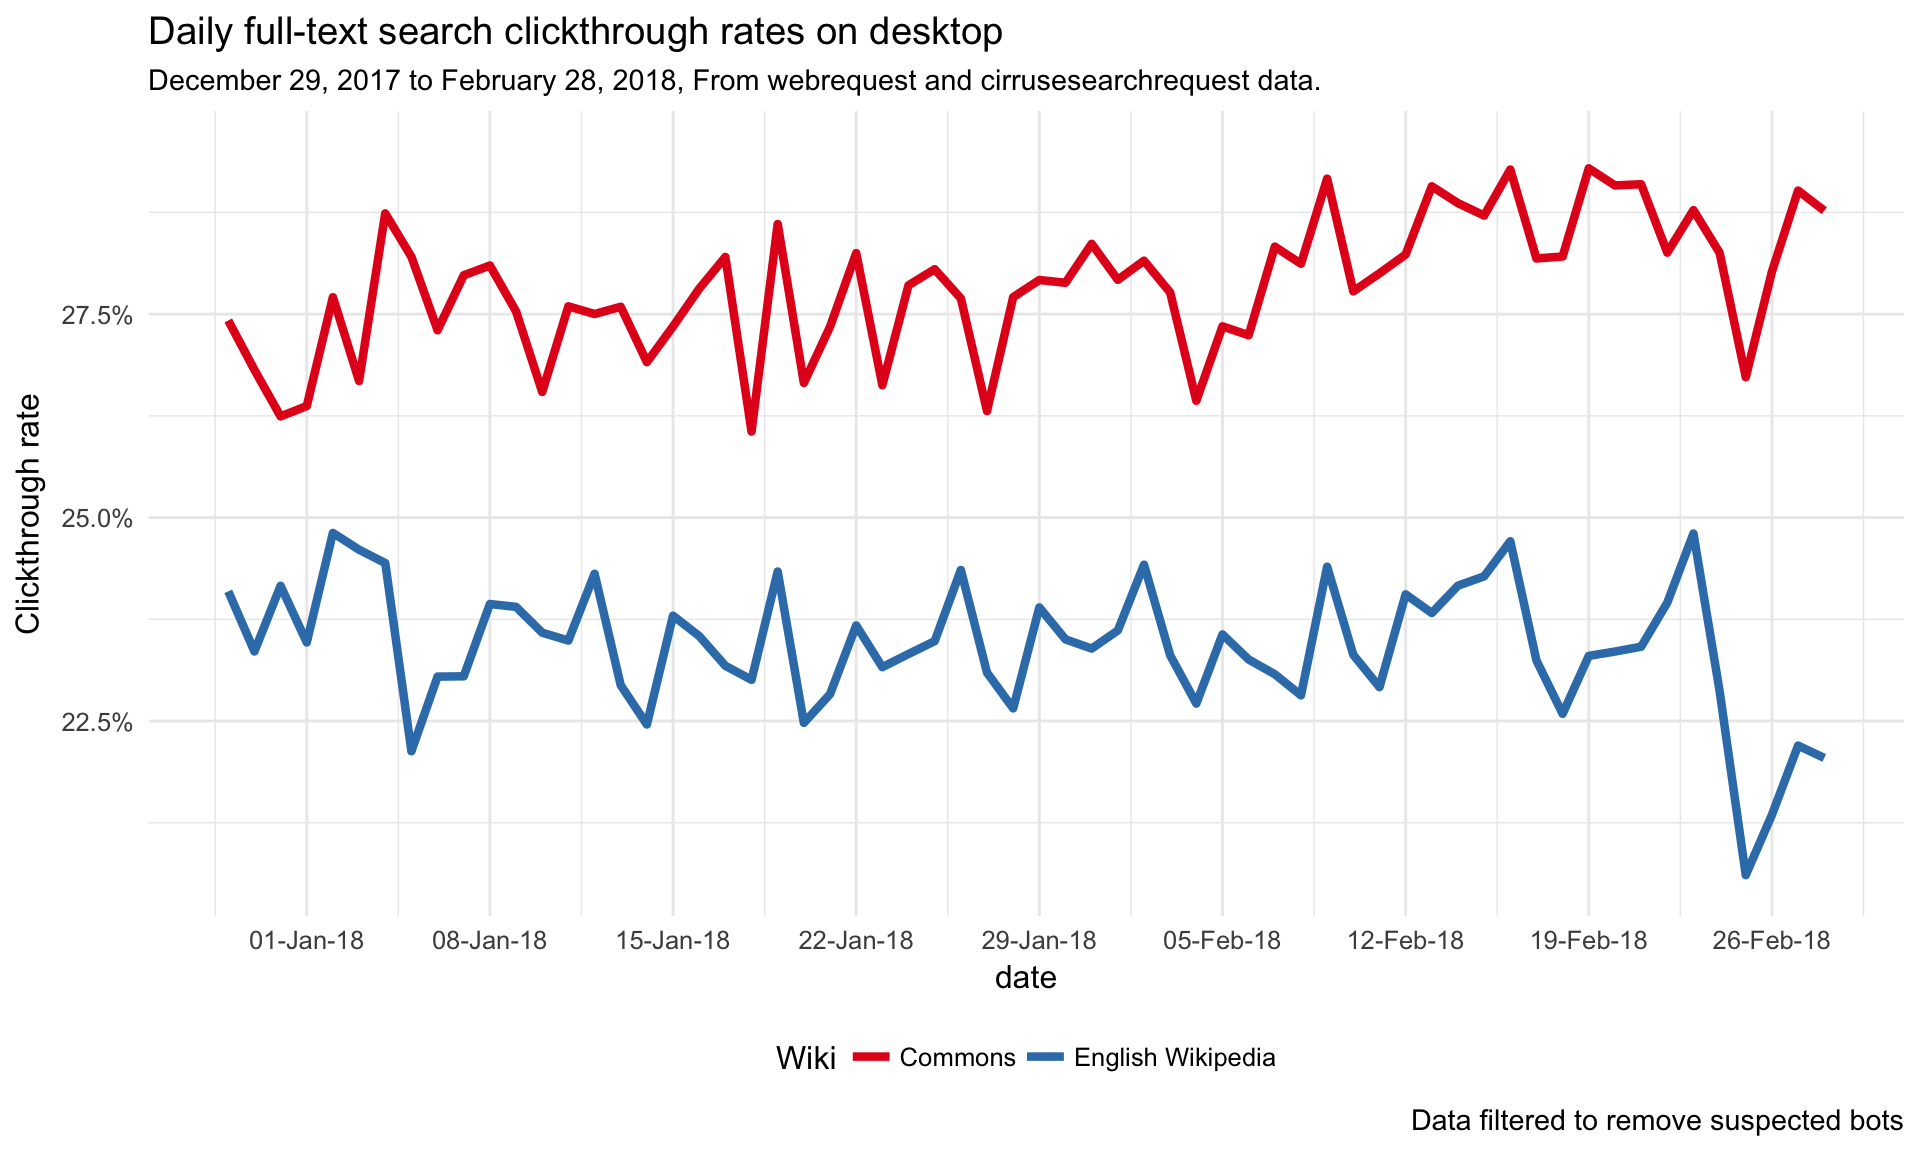 Daily full-text search clickthrough rates on desktop
December 29, 2017 to February 28, 2018, From webrequest and cirrusesearchrequest data.
Clickthrough rate
27.5%
25.0%
22.5%
01-Jan-18 08-Jan-18 15-Jan-18 22-Jan-18 29-Jan-18 05-Feb-18 12-Feb-18 19-Feb-18 26-Feb-18
date
Wiki Commons English Wikipedia
Data filtered to remove suspected bots